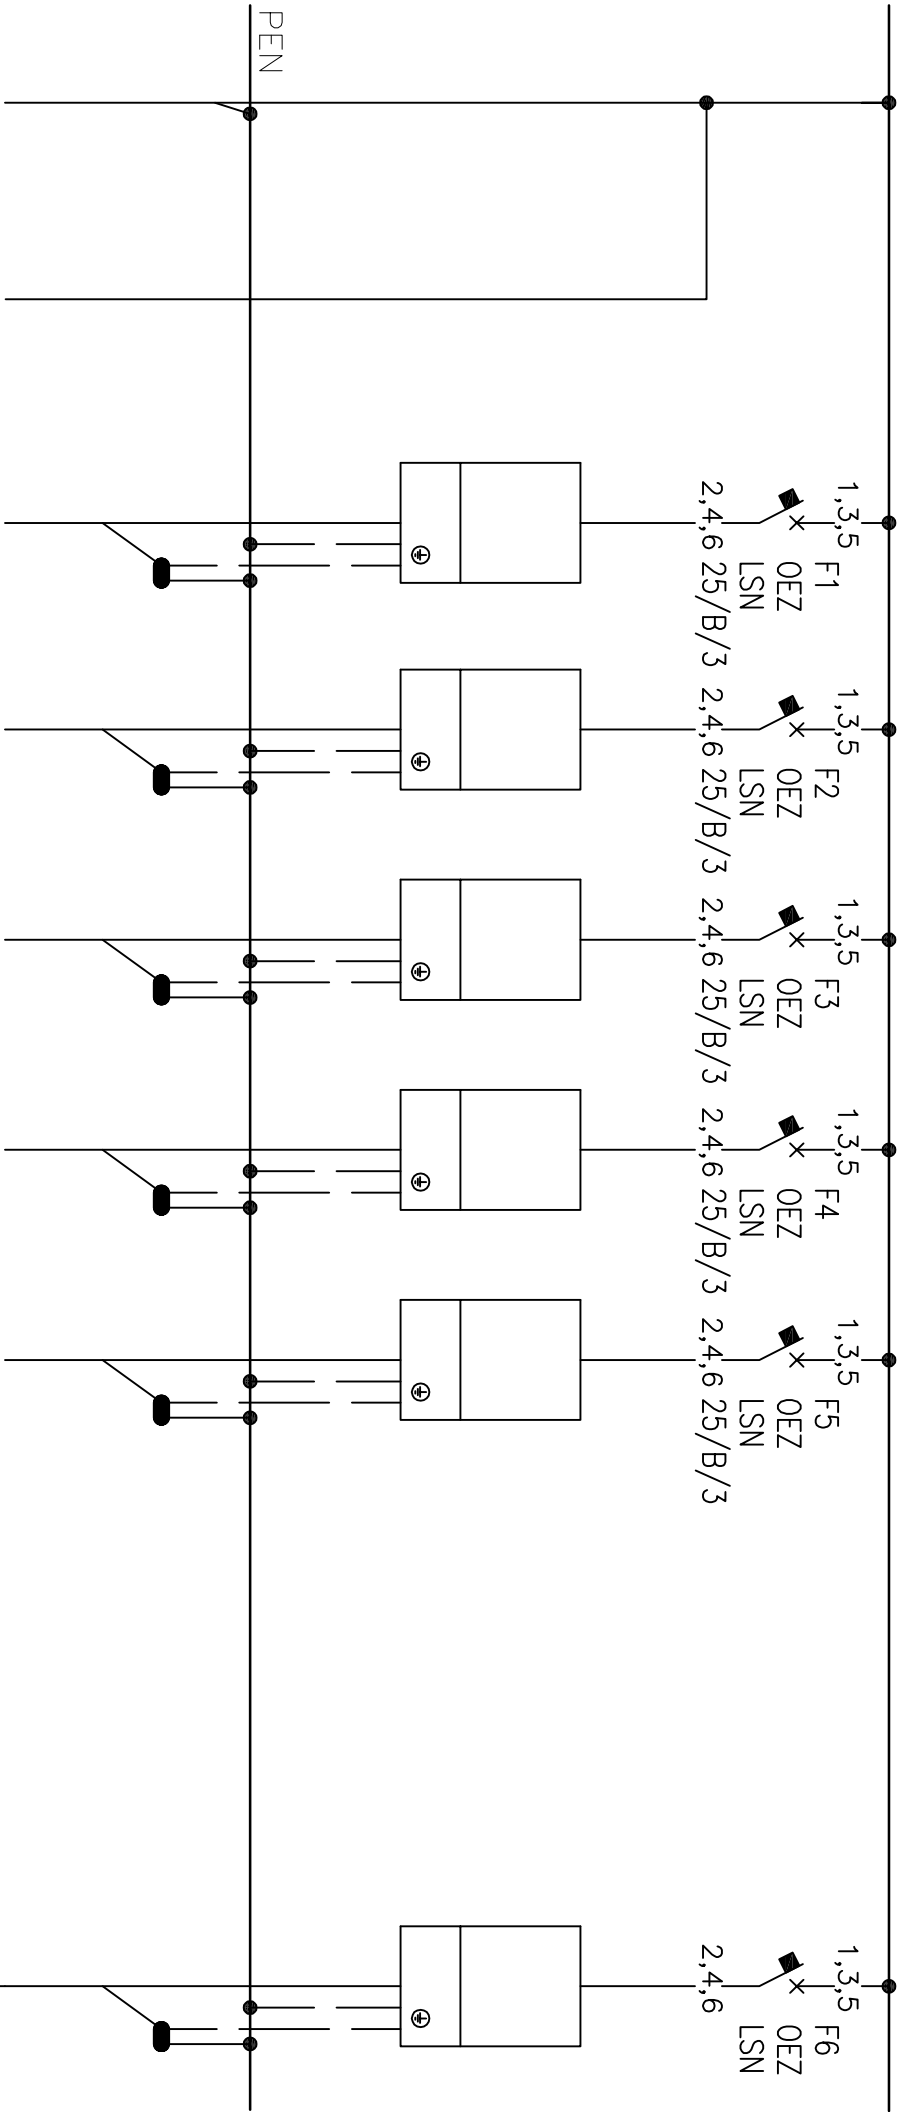 PEN
1,3,5
F1
OEZ
LSN
2,4,6 25/B/3
1,3,5
F2
OEZ
LSN
2,4,6 25/B/3
1,3,5
F3
OEZ
LSN
2,4,6 25/B/3
1,3,5
F4
OEZ
LSN
2,4,6 25/B/3
1,3,5
F5
OEZ
LSN
2,4,6 25/B/3
1,3,5
F6
OEZ
LSN
2,4,6